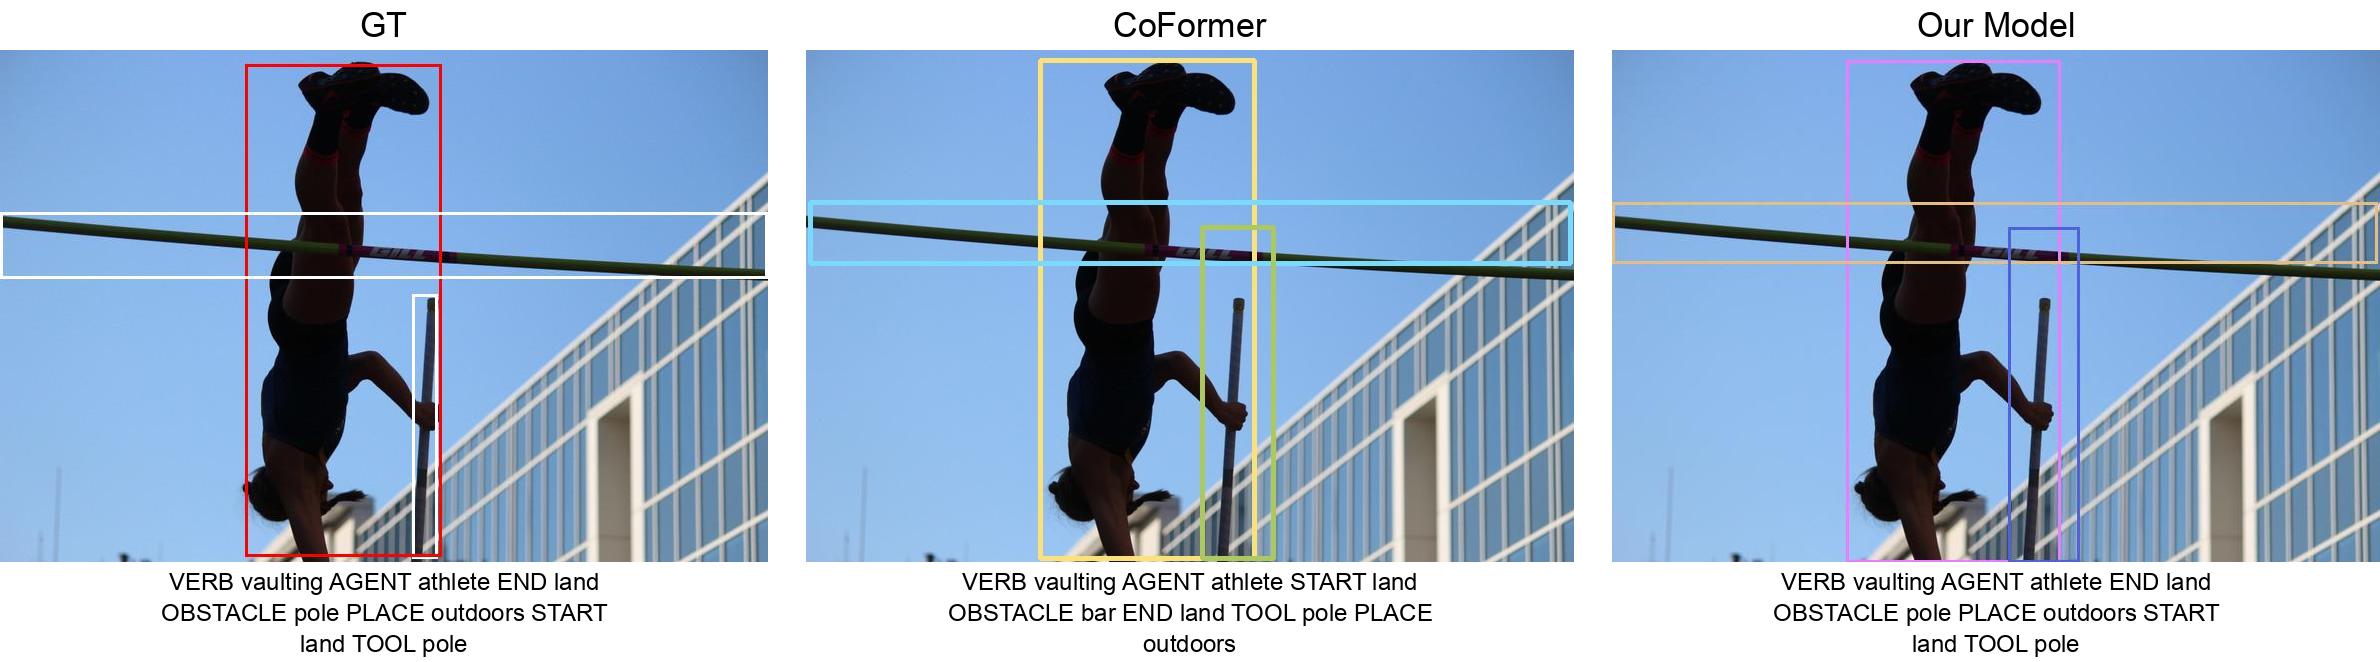 GT
CoFormer
Our Model
GILL
VERB vaulting AGENT athlete END land
OBSTACLE pole PLACE outdoors START
land TOOL pole
VERB vaulting AGENT athlete START land
OBSTACLE bar END land TOOL pole PLACE
outdoors
VERB vaulting AGENT athlete END land
OBSTACLE pole PLACE outdoors START
land TOOL pole